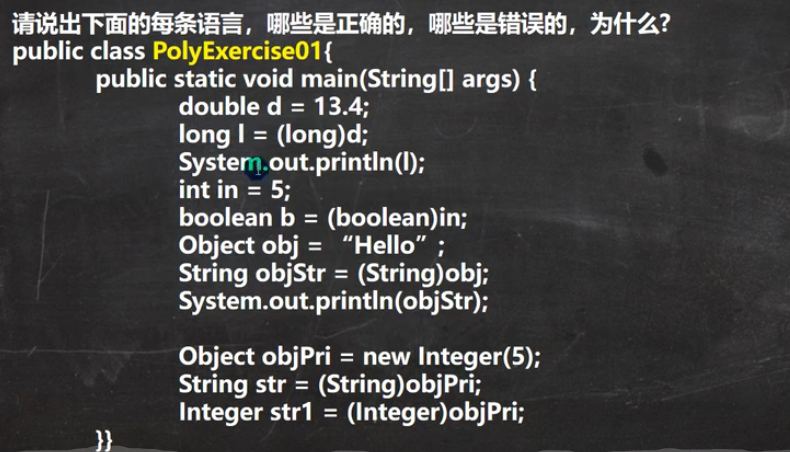 请说出下面的每条语言，哪些是正确的，哪些是错误的，为什么?
public class PolyExercise01{
public static void main(String[] args) {
double d = 13.4;
long l = (long)d;
System.out.println(l);
int in = 5;
boolean b = (boolean)in;
Object obj = “Hello”;
String objStr = (String)obj;
System.out.println(objStr);
Object objPri = new Integer(5);
String str = (String)objPri;
Integer str1 = (Integer)objPri;
}}